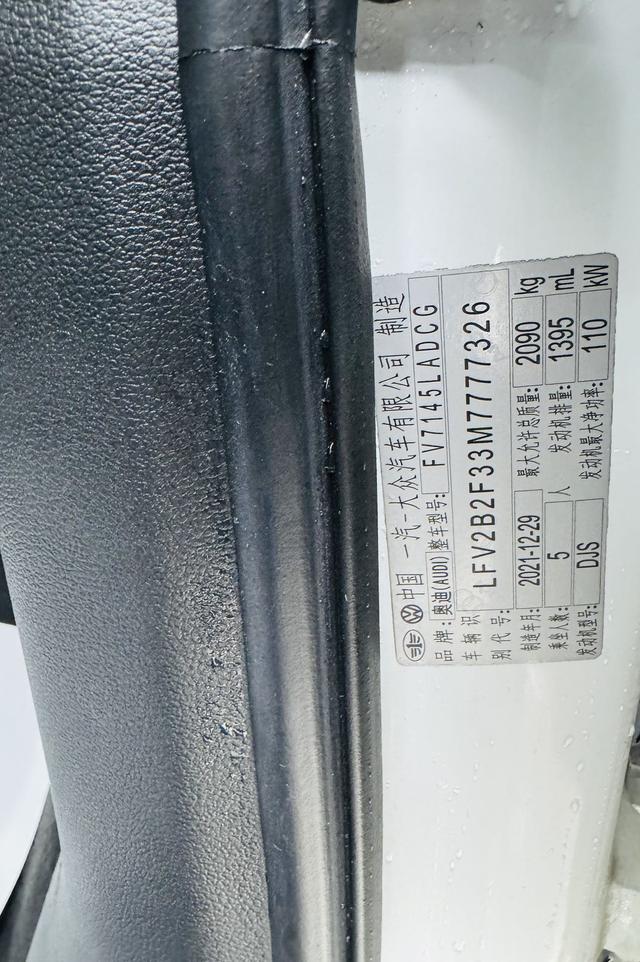 中国 一汽-大众汽车有限公司 制造
品牌: 奥迪(AUDI) 整车型号: FV7145LADCG
车辆识别代号: LFV2B2F33M7777326
制造年月: 2021-12-29 最大允许总质量: 2090 kg
乘坐人数: 5 人 发动机排量: 1395 mL
发动机型号: DJS 发动机最大净功率: 110 kW